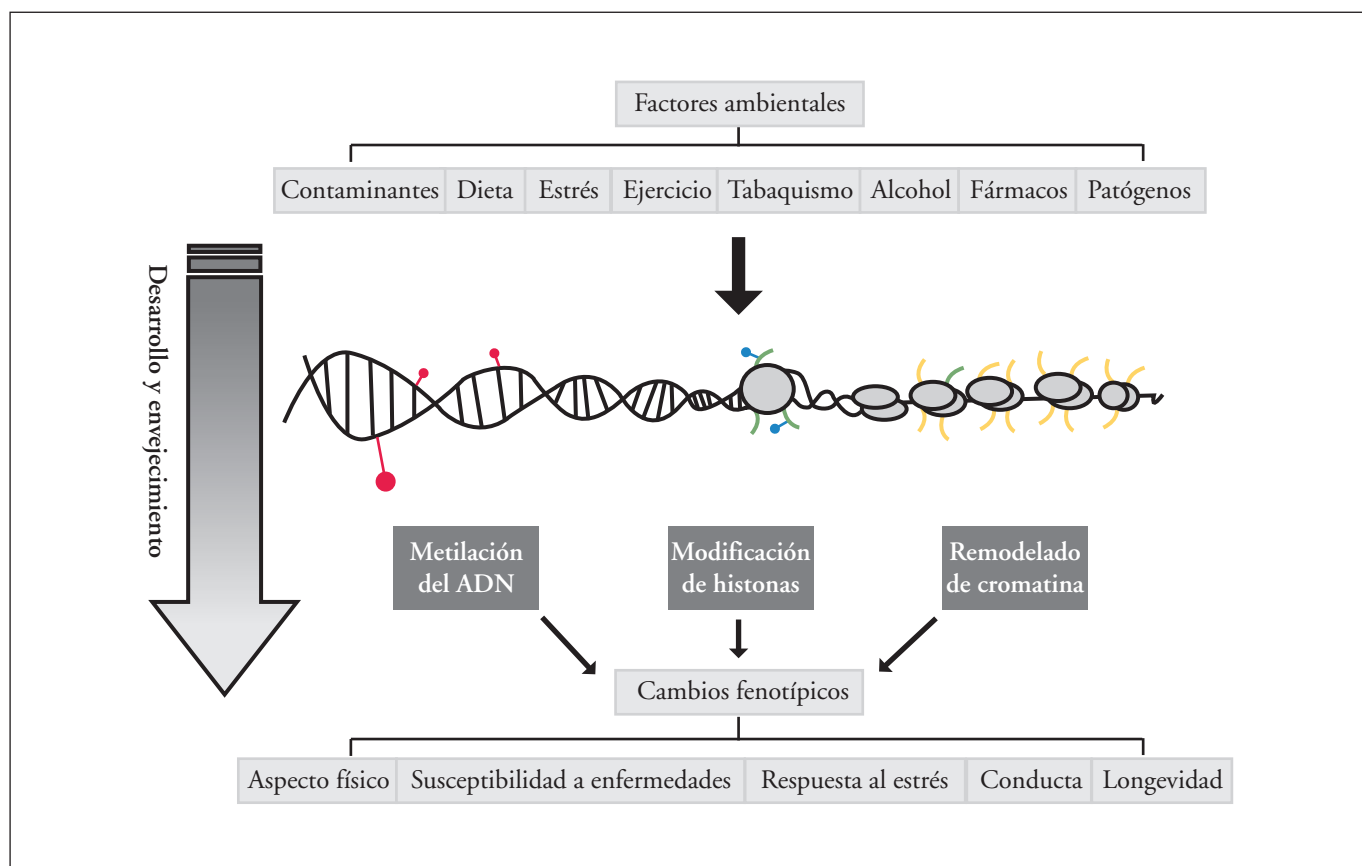 Factores ambientales
Contaminantes Dieta Estrés Ejercicio Tabaquismo Alcohol Fármacos Patógenos
Desarrollo y envejecimiento
Metilación
del ADN
Modificación
de histonas
Remodelado
de cromatina
Cambios fenotípicos
Aspecto físico Susceptibilidad a enfermedades Respuesta al estrés Conducta Longevidad